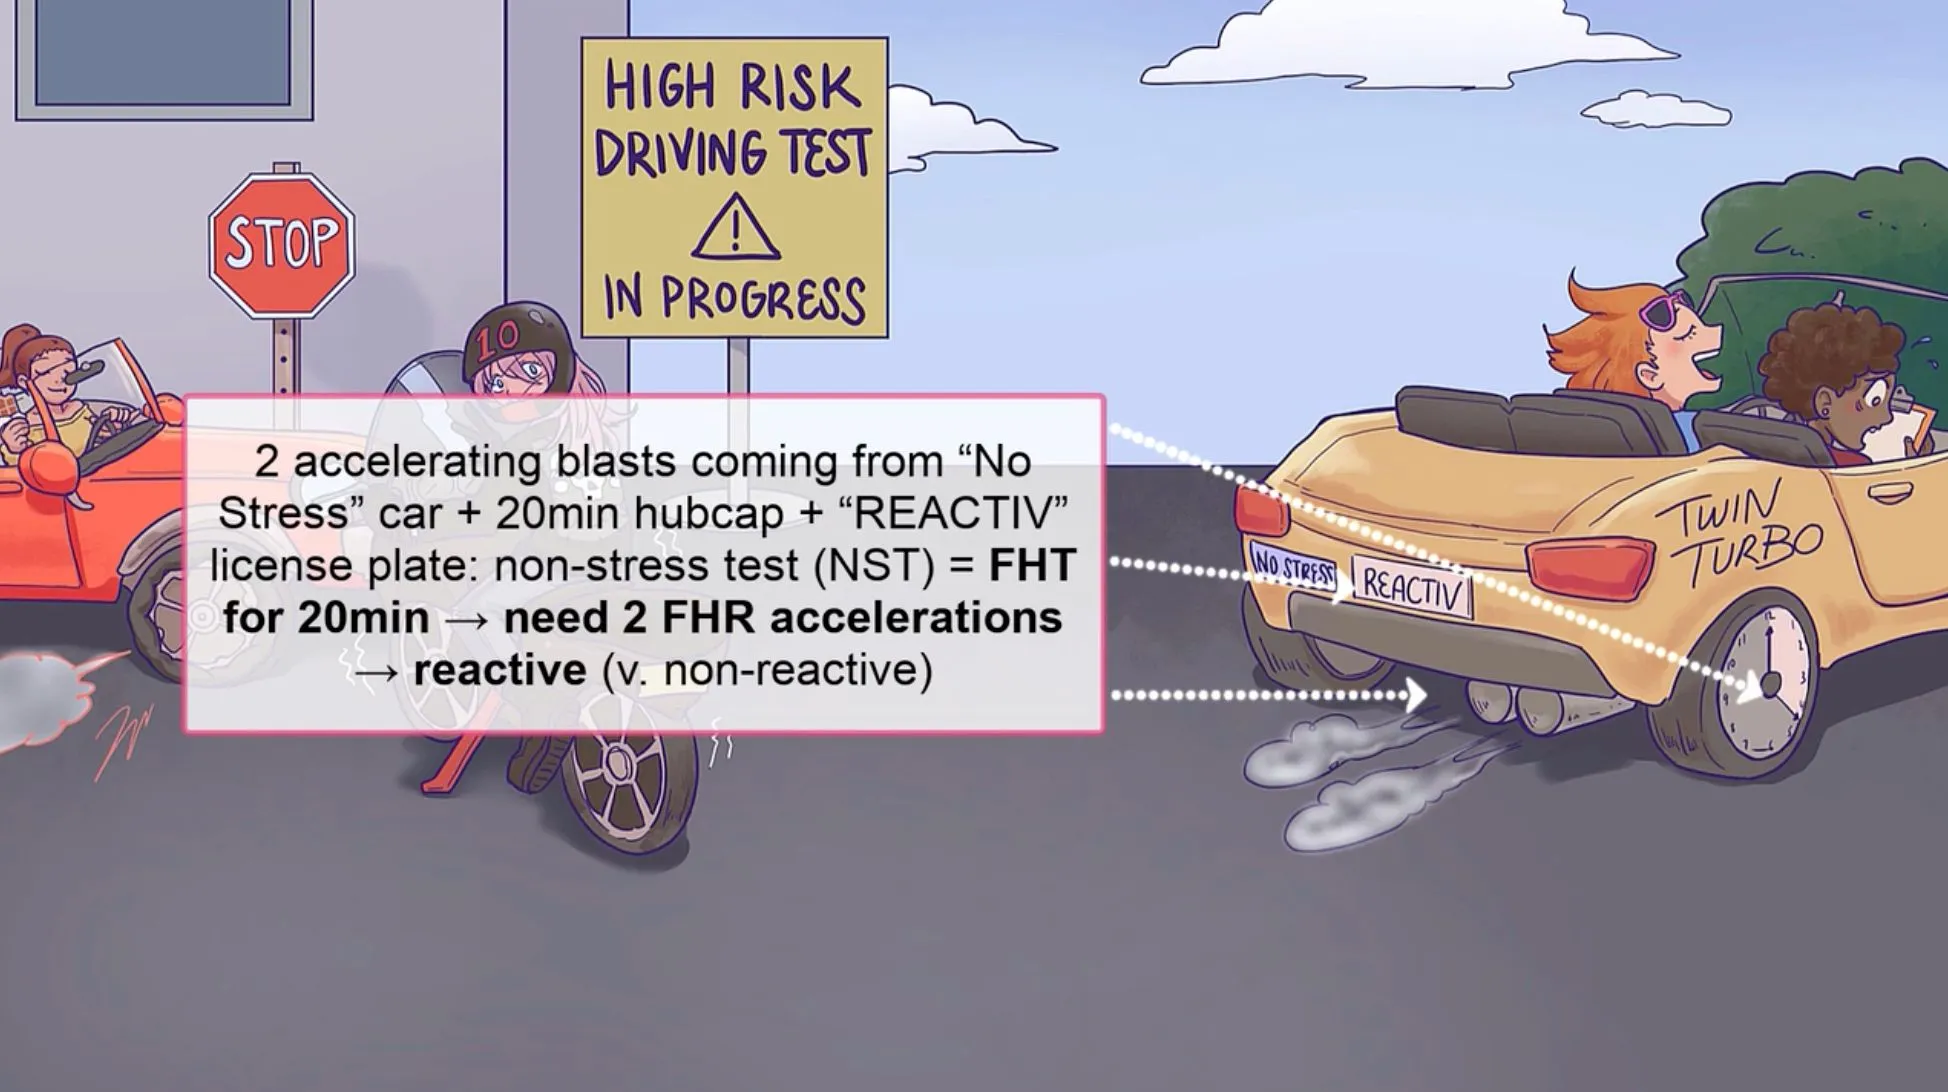 HIGH RISK
DRIVING TEST
!
IN PROGRESS
STOP
10
2 accelerating blasts coming from “No
Stress” car + 20min hubcap + “REACTIV”
license plate: non-stress test (NST) = FHT
for 20min → need 2 FHR accelerations
→ reactive (v. non-reactive)
TWIN
TURBO
NO STRESS
REACTIV